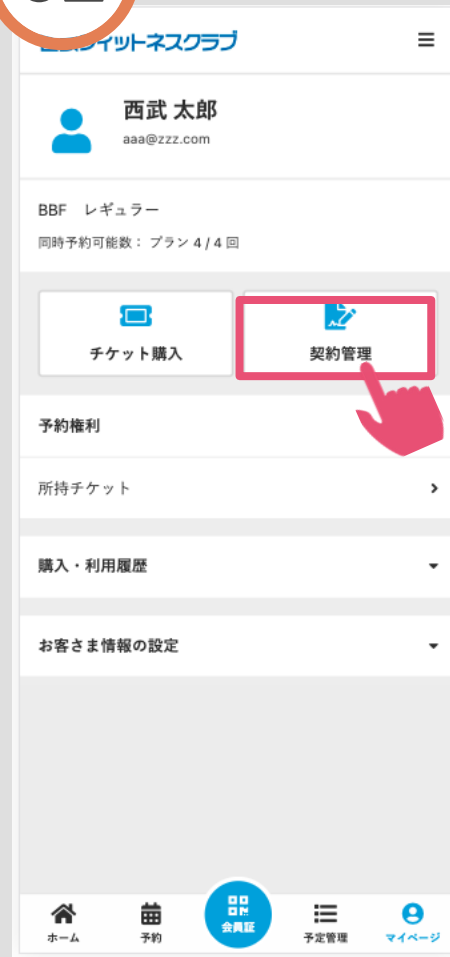 フィットネスクラブ
西武 太郎
aaa@zzz.com
BBF レギュラー
同時予約可能数： プラン 4 / 4 回
チケット購入
契約管理
予約権利
所持チケット
購入・利用履歴
お客さま情報の設定
ホーム
予約
会員証
予定管理
マイページ